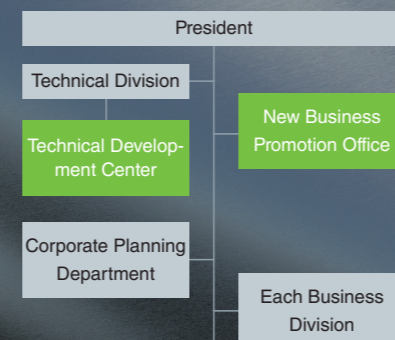 President
Technical Division
Technical Develop-
ment Center
New Business
Promotion Office
Corporate Planning
Department
Each Business
Division